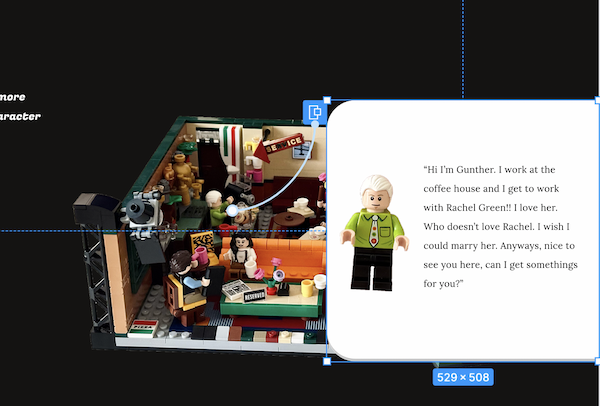 more
aracter
SERVICE
“Hi I’m Gunther. I work at the
coffee house and I get to work
with Rachel Green!! I love her.
Who doesn’t love Rachel. I wish I
could marry her. Anyways, nice to
see you here, can I get somethings
for you?”
RESERVED
PIZZA
529 × 508